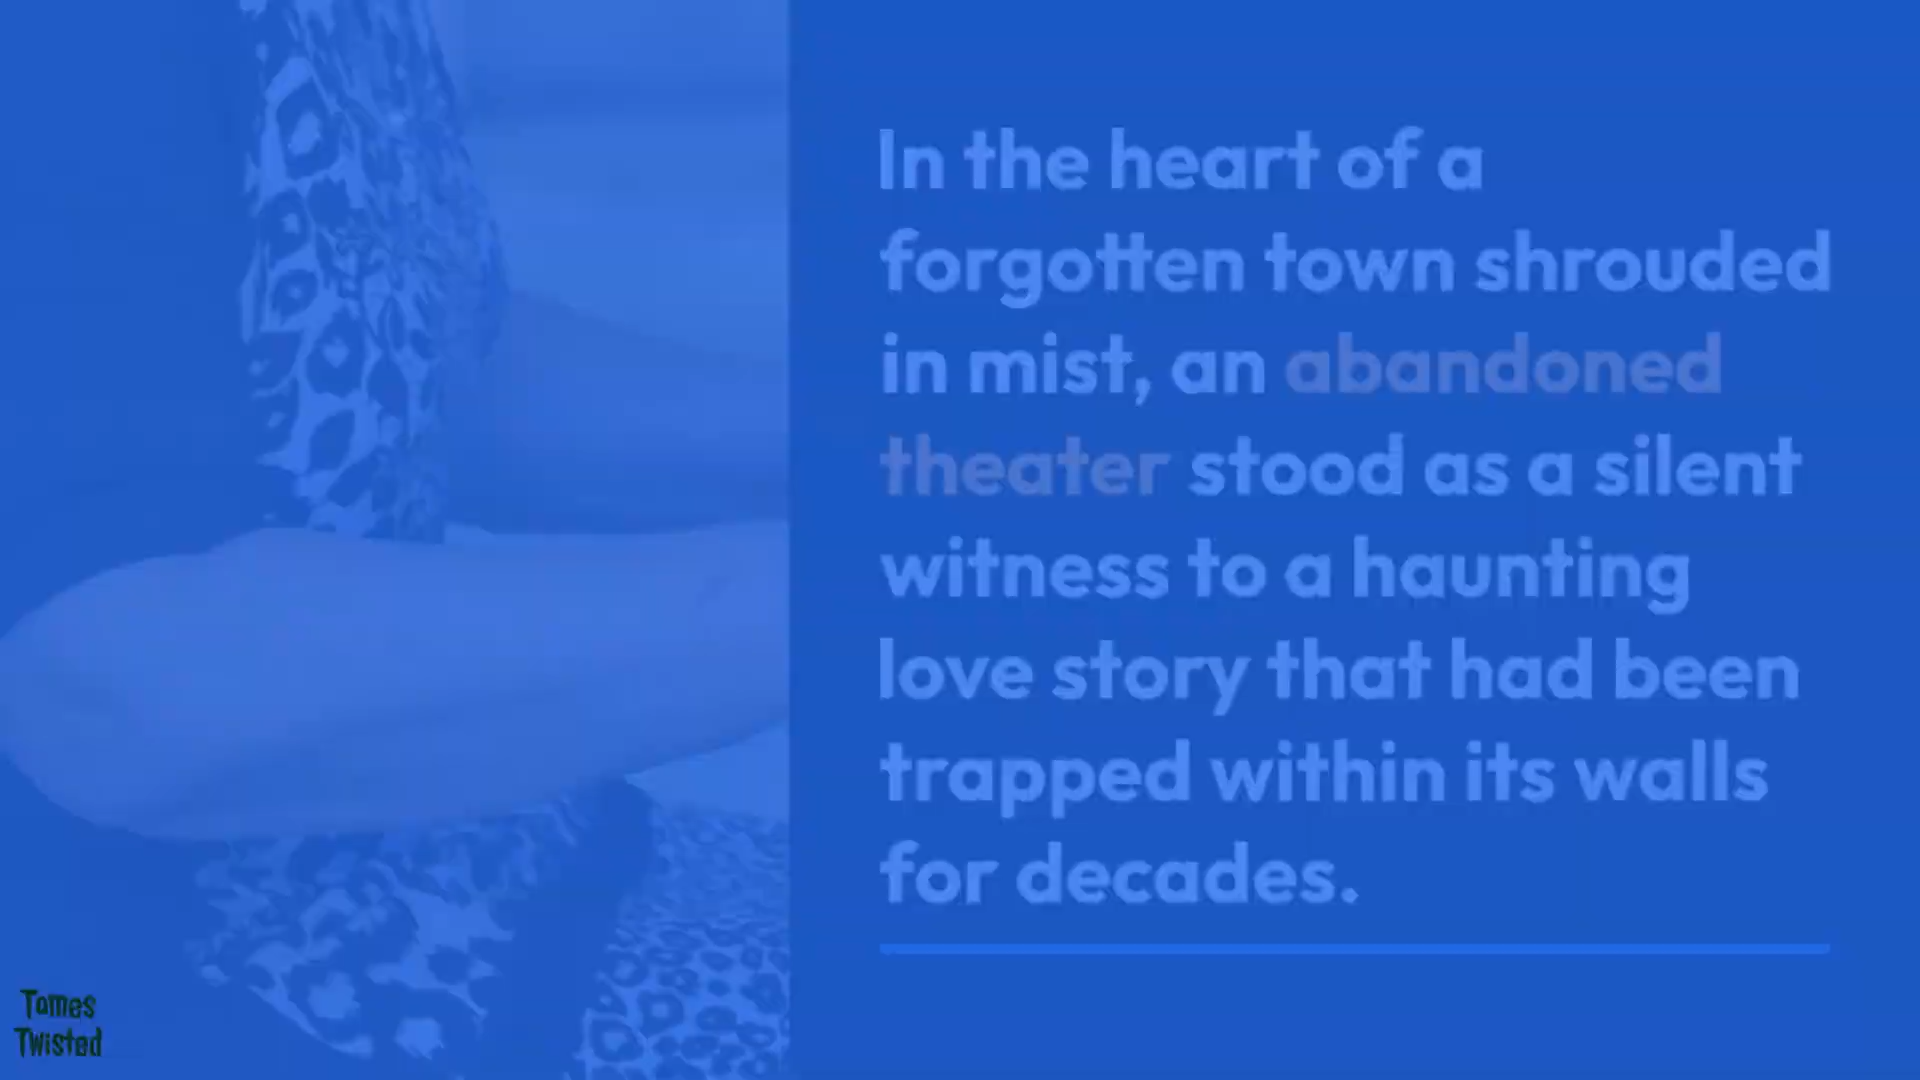 In the heart of a
forgotten town shrouded
in mist, an abandoned
theater stood as a silent
witness to a haunting
love story that had been
trapped within its walls
for decades.
Tomes
Twisted